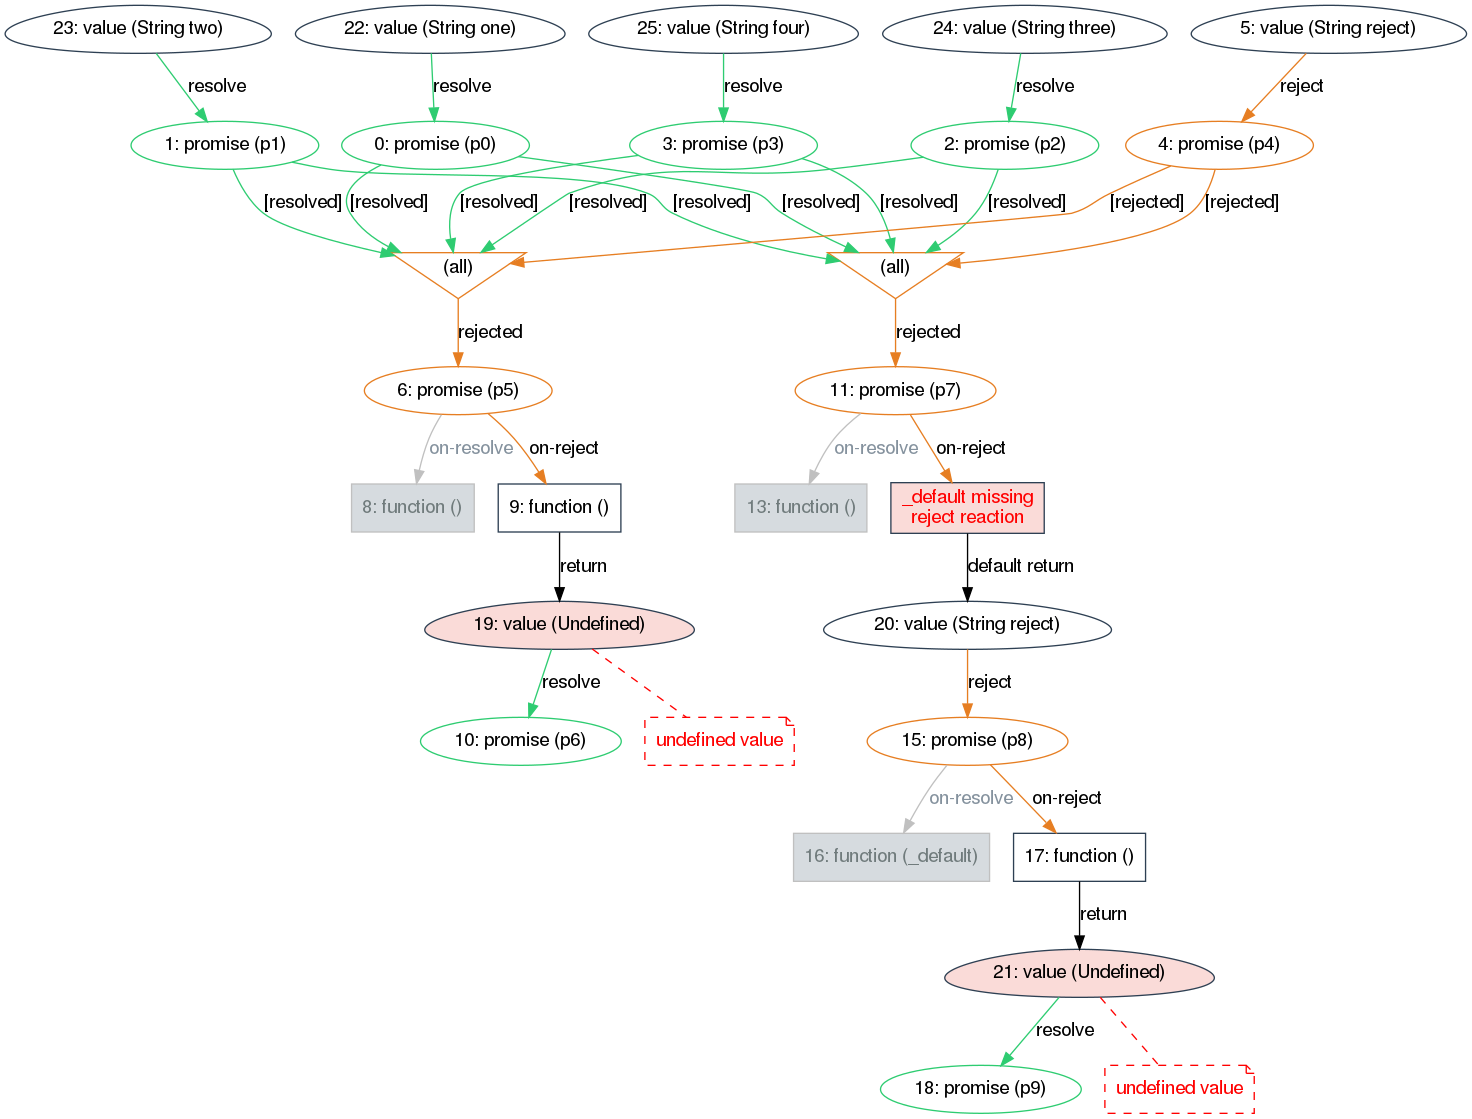 23: value (String two)
22: value (String one)
25: value (String four)
24: value (String three)
5: value (String reject)
resolve
resolve
resolve
resolve
reject
1: promise (p1)
0: promise (p0)
3: promise (p3)
2: promise (p2)
4: promise (p4)
[resolved]
[resolved]
[resolved]
[resolved]
[resolved]
[resolved]
[resolved]
[resolved]
[rejected]
[rejected]
(all)
(all)
rejected
rejected
6: promise (p5)
11: promise (p7)
on-resolve
on-reject
on-resolve
on-reject
8: function ()
9: function ()
13: function ()
_default missing
reject reaction
return
default return
19: value (Undefined)
20: value (String reject)
resolve
reject
10: promise (p6)
undefined value
15: promise (p8)
on-resolve
on-reject
16: function (_default)
17: function ()
return
21: value (Undefined)
resolve
18: promise (p9)
undefined value